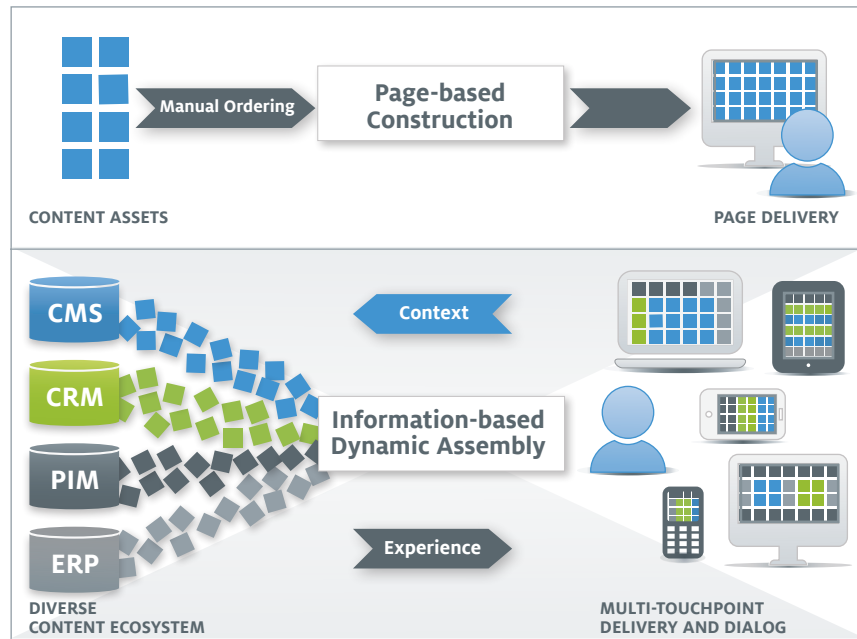 Manual Ordering
Page-based
Construction
CONTENT ASSETS
PAGE DELIVERY
CMS
CRM
PIM
ERP
Context
Information-based
Dynamic Assembly
Experience
DIVERSE
CONTENT ECOSYSTEM
MULTI-TOUCHPOINT
DELIVERY AND DIALOG